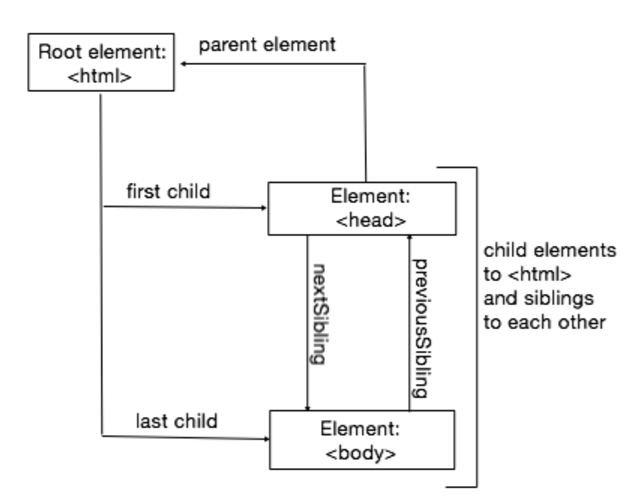 Root element:
<html>
parent element
first child
Element:
<head>
nextSibling
previousSibling
child elements
to <html>
and siblings
to each other
last child
Element:
<body>